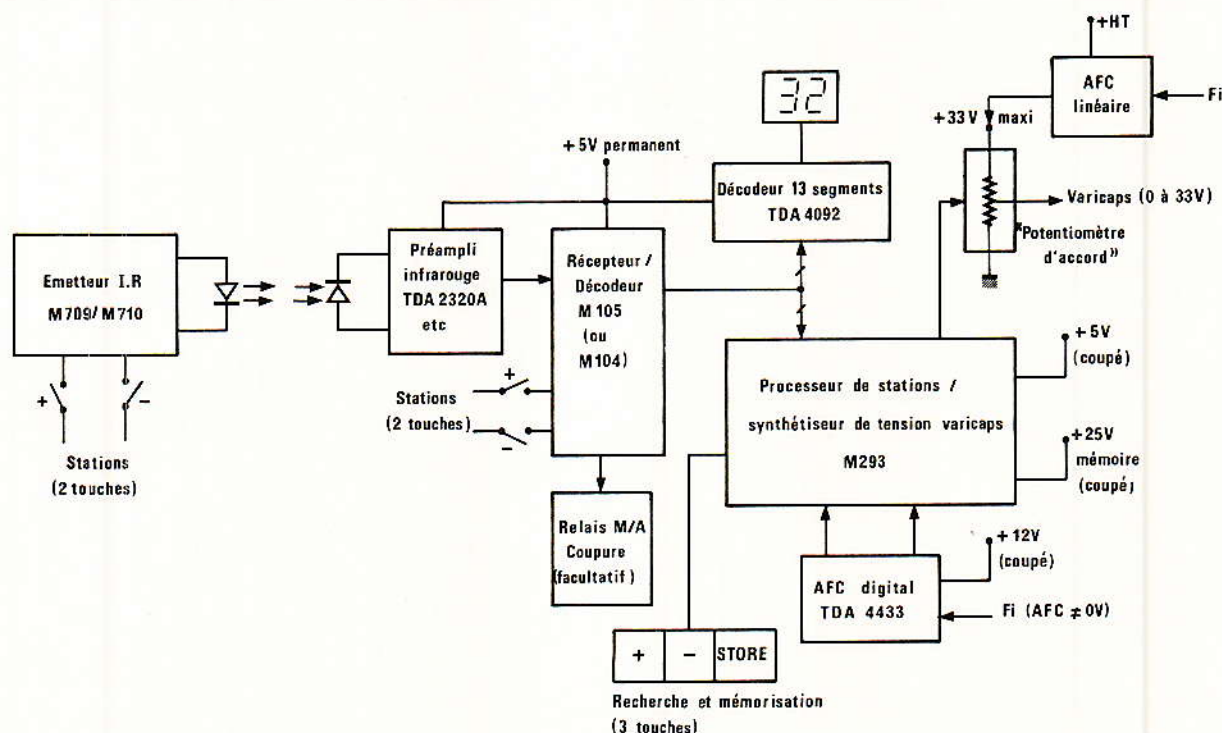 +HT
AFC
linéaire
Fi
+33V maxi
32
+5V permanent
Décodeur 13 segments
TDA 4092
Varicaps (0 à 33V)
"Potentiomètre
d'accord"
Emetteur I.R
M709/M710
Préampli
infrarouge
TDA 2320A
etc
Récepteur /
Décodeur
M105
(ou
M104)
+ 5V
(coupé)
+
-
Stations
(2 touches)
+
Stations
(2 touches)
-
Processeur de stations /
synthétiseur de tension varicaps
M293
+25V
mémoire
(coupé)
Relais M/A
Coupure
(facultatif)
+ 12V
(coupé)
AFC digital
TDA 4433
Fi (AFC ≠ 0V)
+ - STORE
Recherche et mémorisation
(3 touches)